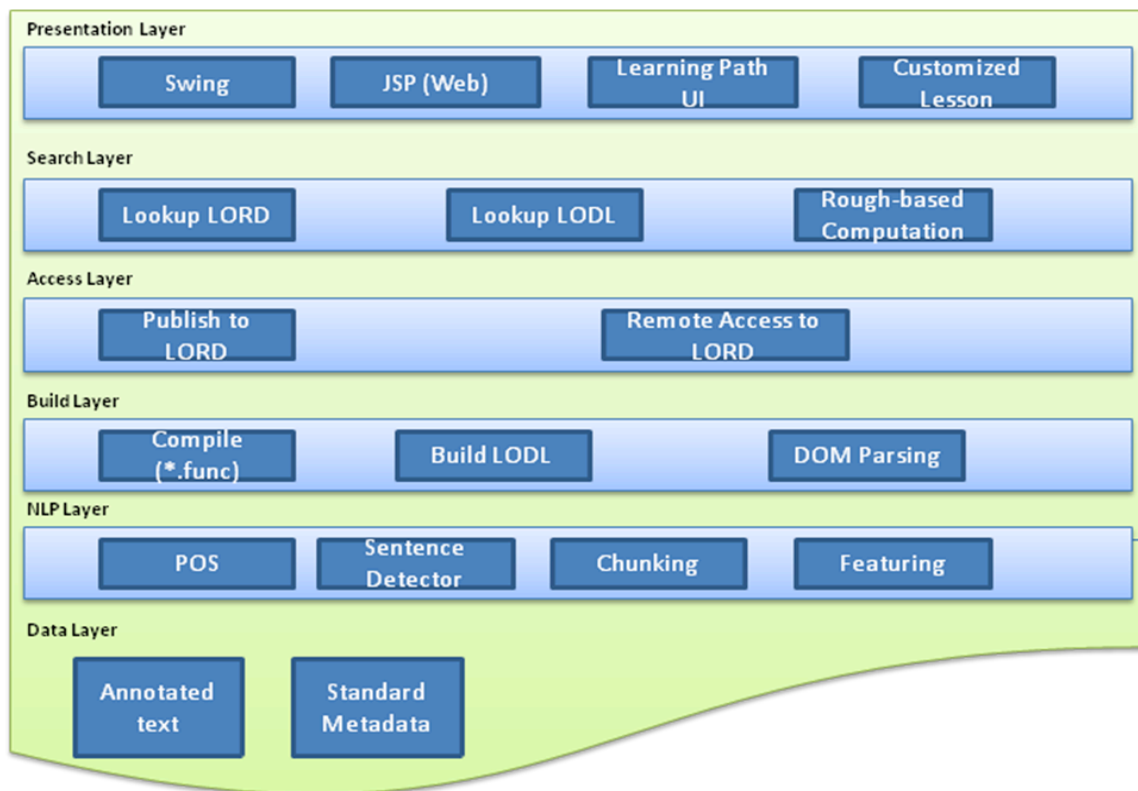 Presentation Layer
Swing
JSP (Web)
Learning Path
UI
Customized
Lesson
Search Layer
Lookup LORD
Lookup LODL
Rough-based
Computation
Access Layer
Publish to
LORD
Remote Access to
LORD
Build Layer
Compile
(*.func)
Build LODL
DOM Parsing
NLP Layer
POS
Sentence
Detector
Chunking
Featuring
Data Layer
Annotated
text
Standard
Metadata